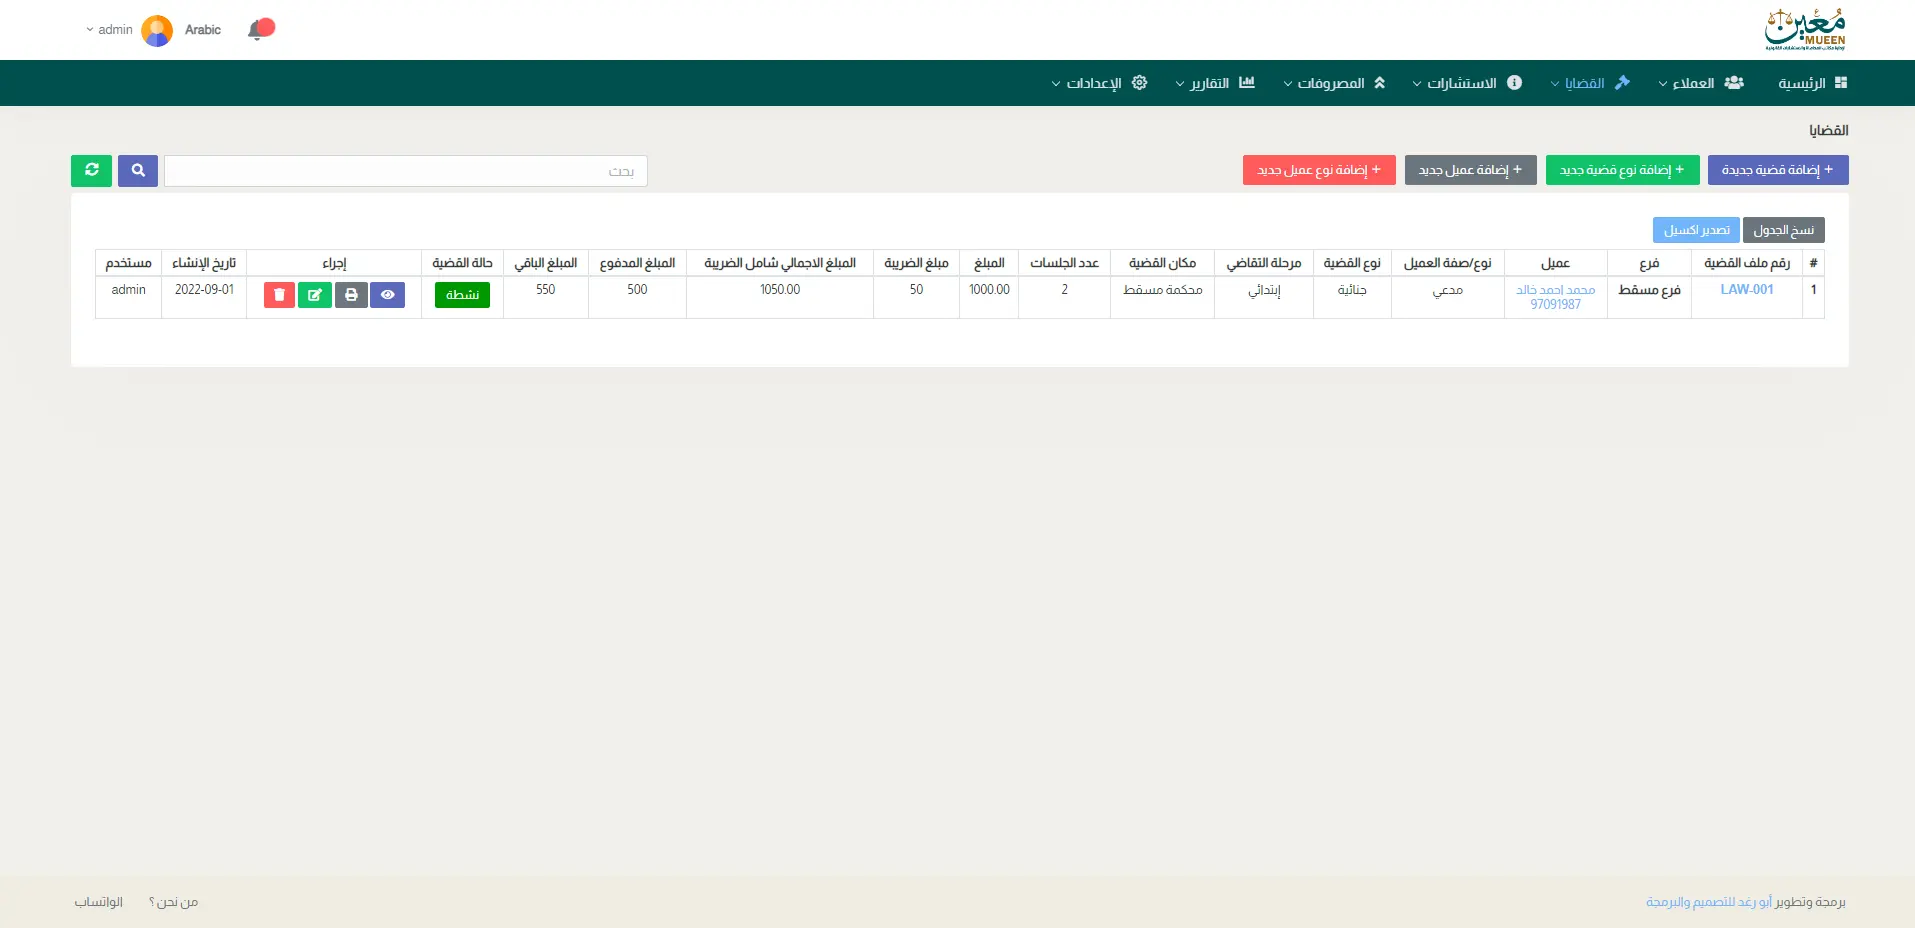 مُعين
MUEEN
Arabic
admin
الرئيسية
العملاء
القضايا
الاستشارات
المصروفات
التقارير
الإعدادات
القضايا
+ إضافة قضية جديدة
+ إضافة نوع قضية جديد
+ إضافة عميل جديد
+ إضافة نوع عميل جديد
بحث
نسخ الجدول
تصدير اكسيل
# رقم ملف القضية فرع عميل نوع/صفة العميل نوع القضية مرحلة التقاضي مكان القضية عدد الجلسات المبلغ مبلغ الضريبة المبلغ الاجمالي شامل الضريبة المبلغ المدفوع المبلغ الباقي حالة القضية إجراء تاريخ الإنشاء مستخدم
1 LAW-001 فرع مسقط محمد احمد خالد مدعي جنائية إبتدائي محكمة مسقط 2 1000.00 50 1050.00 500 550 نشطة 2022-09-01 admin
97091987
برمجة وتطوير أبو رغد للتصميم والبرمجة
من نحن ؟
الواتساب